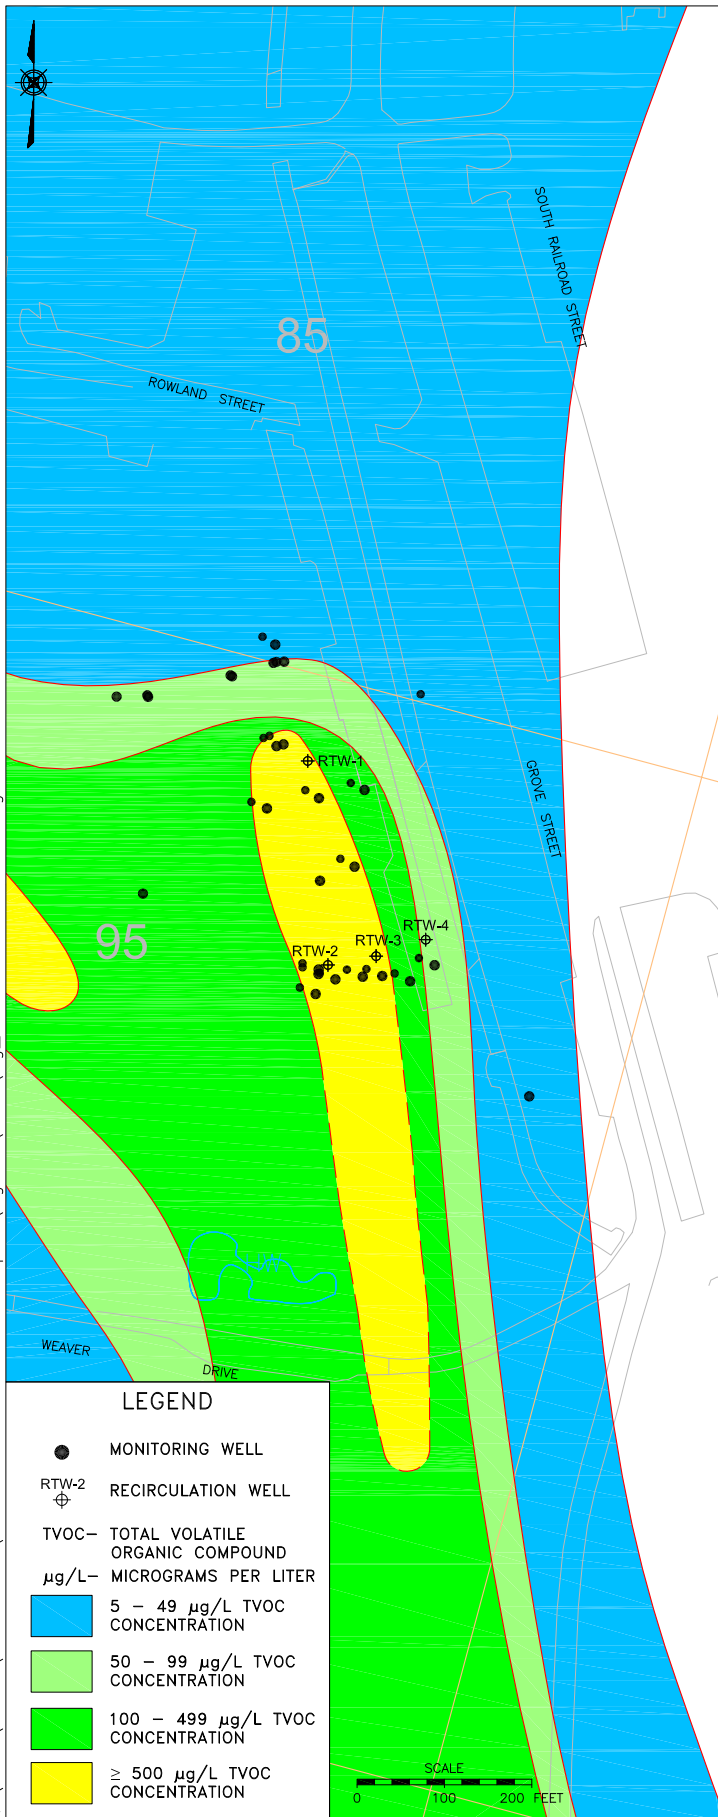 SOUTH RAILROAD STREET
85
ROWLAND STREET
RTW-1
GROVE STREET
95
RTW-4
RTW-3
RTW-2
WEAVER
DRIVE
LEGEND
MONITORING WELL
RTW-2
RECIRCULATION WELL
TVOC– TOTAL VOLATILE
ORGANIC COMPOUND
µg/L– MICROGRAMS PER LITER
5 – 49 µg/L TVOC
CONCENTRATION
50 – 99 µg/L TVOC
CONCENTRATION
100 – 499 µg/L TVOC
CONCENTRATION
≥ 500 µg/L TVOC
CONCENTRATION
SCALE
0 100 200 FEET